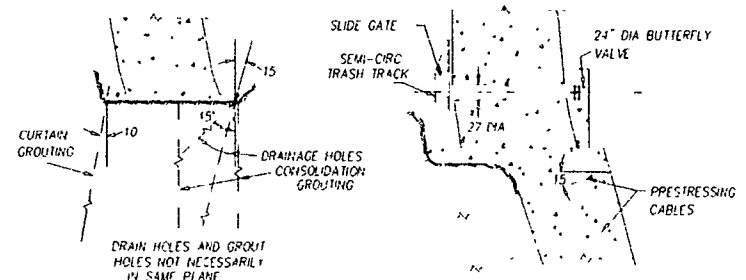 15
15°
10
CURTAIN
GROUTING
DRAINAGE HOLES
CONSOLIDATION
GROUTING
DRAIN HOLES AND GROUT
HOLES NOT NECESSARILY
IN SAME PLANE
SLIDE GATE
SEMI-CIRC
TRASH TRACK
24" DIA BUTTERFLY
VALVE
27 DIA
15
PPESTRESSING
CABLES